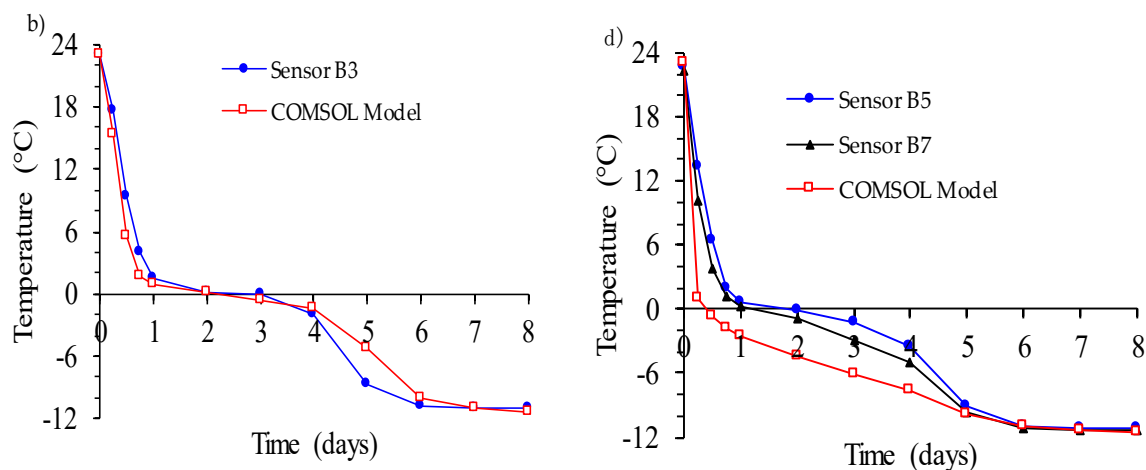 b)
Temperature (°C)
24
18
12
6
0
-6
-12
0 1 2 3 4 5 6 7 8
Time (days)
Sensor B3
COMSOL Model
d)
Temperature (°C)
24
18
12
6
0
-6
-12
0 1 2 3 4 5 6 7 8
Time (days)
Sensor B5
Sensor B7
COMSOL Model